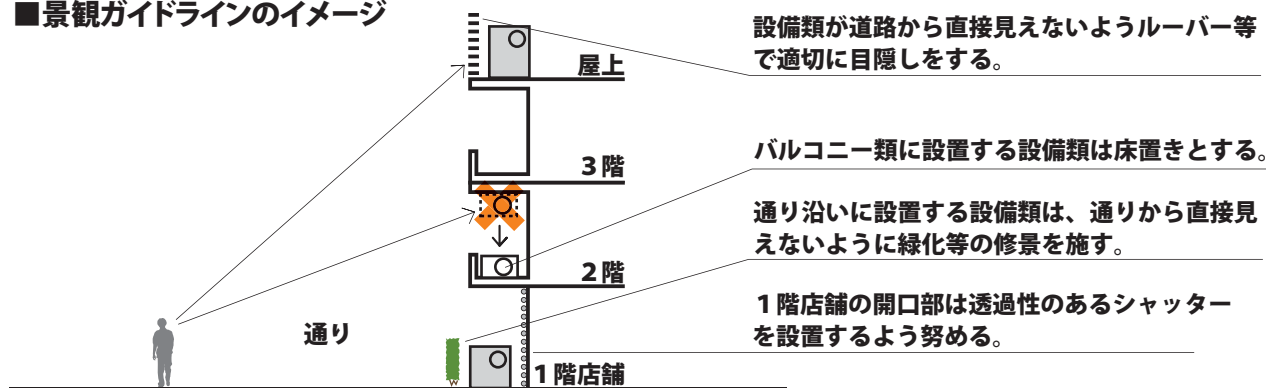 ■景観ガイドラインのイメージ
設備類が道路から直接見えないようルーバー等
で適切に目隠しをする。
屋上
バルコニー類に設置する設備類は床置きとする。
3階
通り沿いに設置する設備類は、通りから直接見
えないように緑化等の修景を施す。
2階
1階店舗の開口部は透過性のあるシャッター
を設置するよう努める。
通り
1階店舗